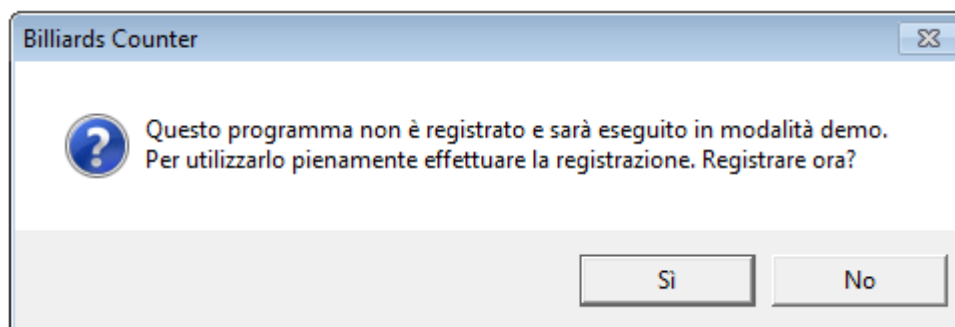 Billiards Counter
Questo programma non è registrato e sarà eseguito in modalità demo.
Per utilizzarlo pienamente effettuare la registrazione. Registrare ora?
Sì
No